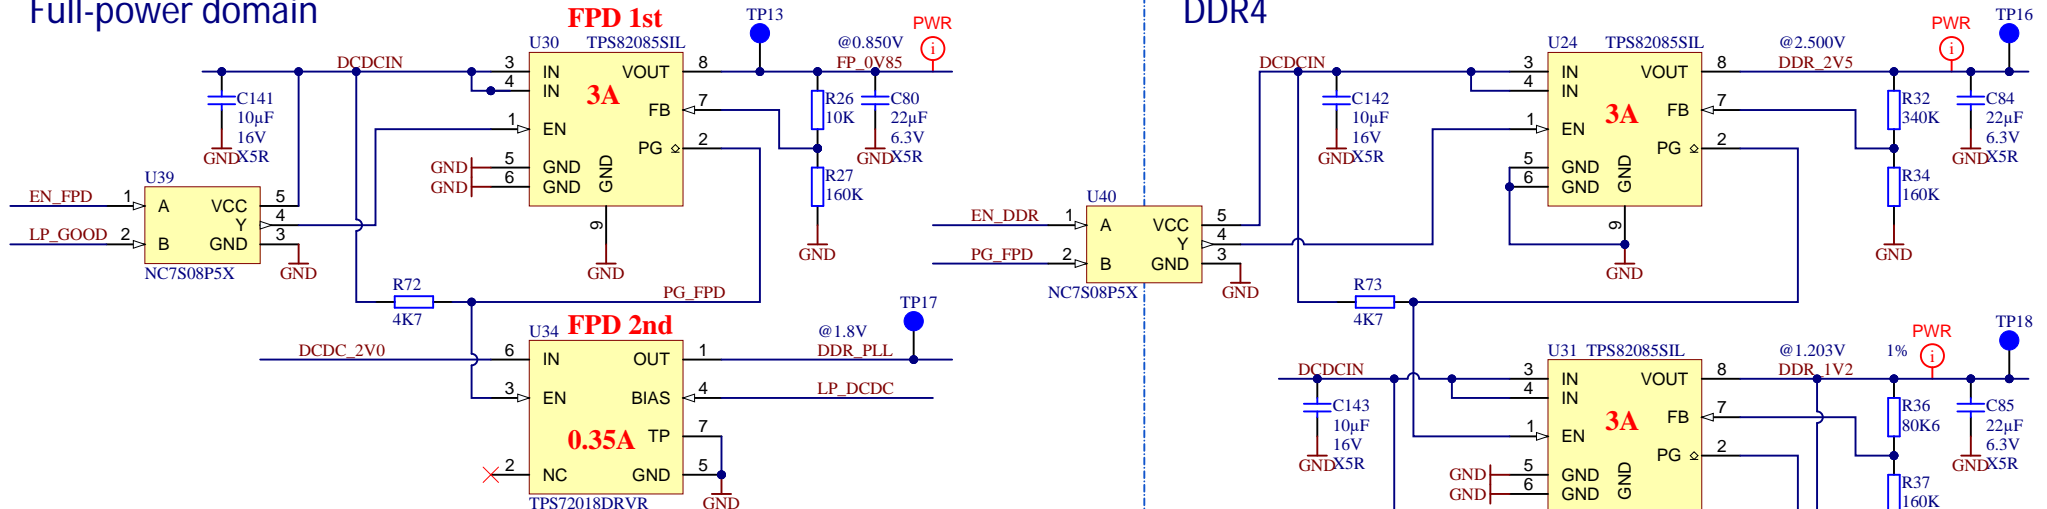 Full-power domain
FPD 1st
TP13
PWR
i
U30 TPS82085SIL
@0.850V
FP_0V85
DCDCIN
3 IN VOUT 8
4 IN
3A
FB 7
1 EN
PG 2
5 GND
6 GND
GND
9
GND
GND
GND
C141
10µF
16V
X5R
GND
R26
10K
C80
22µF
6.3V
X5R
GND
R27
160K
GND
U39
EN_FPD 1 A VCC 5
Y 4
LP_GOOD 2 B GND 3
NC7S08P5X
GND
R72
4K7
PG_FPD
U34 FPD 2nd
TP17
@1.8V
DCDC_2V0 6 IN OUT 1 DDR_PLL
3 EN BIAS 4 LP_DCDC
0.35A
TP 7
2 NC GND 5
TPS72018DRVR
GND
DDR4
TP16
PWR
i
U24 TPS82085SIL
@2.500V
DDR_2V5
DCDCIN
3 IN VOUT 8
4 IN
3A
FB 7
1 EN
PG 2
5 GND
6 GND
GND
9
GND
C142
10µF
16V
X5R
GND
R32
340K
C84
22µF
6.3V
X5R
GND
R34
160K
GND
U40
EN_DDR 1 A VCC 5
Y 4
PG_FPD 2 B GND 3
NC7S08P5X
GND
R73
4K7
TP18
PWR
i
U31 TPS82085SIL
@1.203V 1%
DDR_1V2
DCDCIN
3 IN VOUT 8
4 IN
3A
FB 7
1 EN
PG 2
GND 5 GND
GND 6 GND
GND
C143
10µF
16V
X5R
GND
R36
80K6
C85
22µF
6.3V
X5R
GND
R37
160K